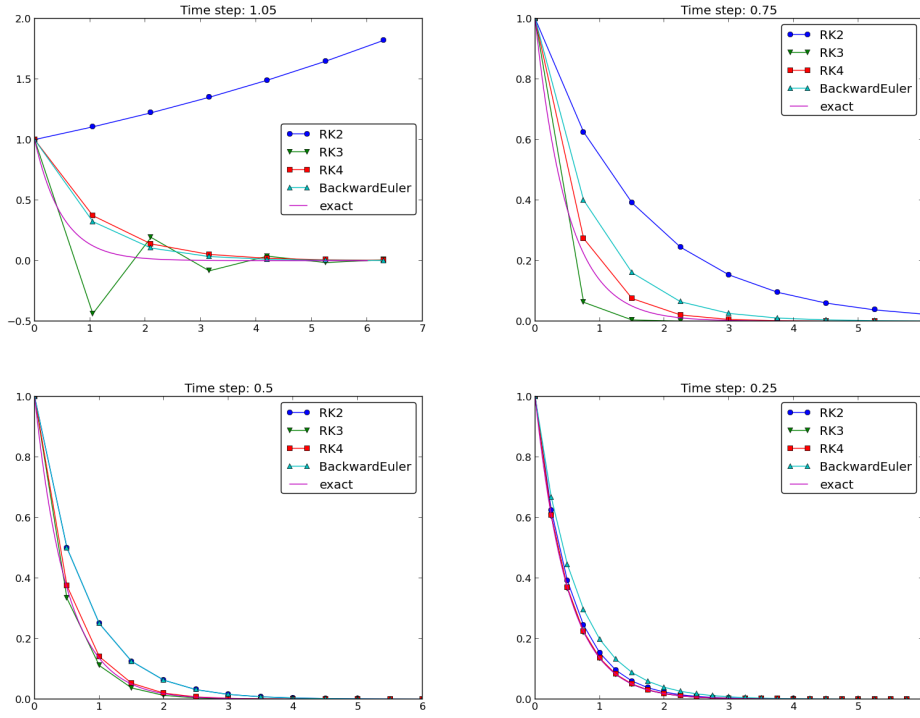 Time step: 1.05
2.0
1.5
1.0
0.5
0.0
−0.5
0 1 2 3 4 5 6 7
RK2
RK3
RK4
BackwardEuler
exact
Time step: 0.75
1.0
0.8
0.6
0.4
0.2
0.0
0 1 2 3 4 5
RK2
RK3
RK4
BackwardEuler
exact
Time step: 0.5
1.0
0.8
0.6
0.4
0.2
0.0
0 1 2 3 4 5 6
RK2
RK3
RK4
BackwardEuler
exact
Time step: 0.25
1.0
0.8
0.6
0.4
0.2
0.0
0 1 2 3 4 5
RK2
RK3
RK4
BackwardEuler
exact